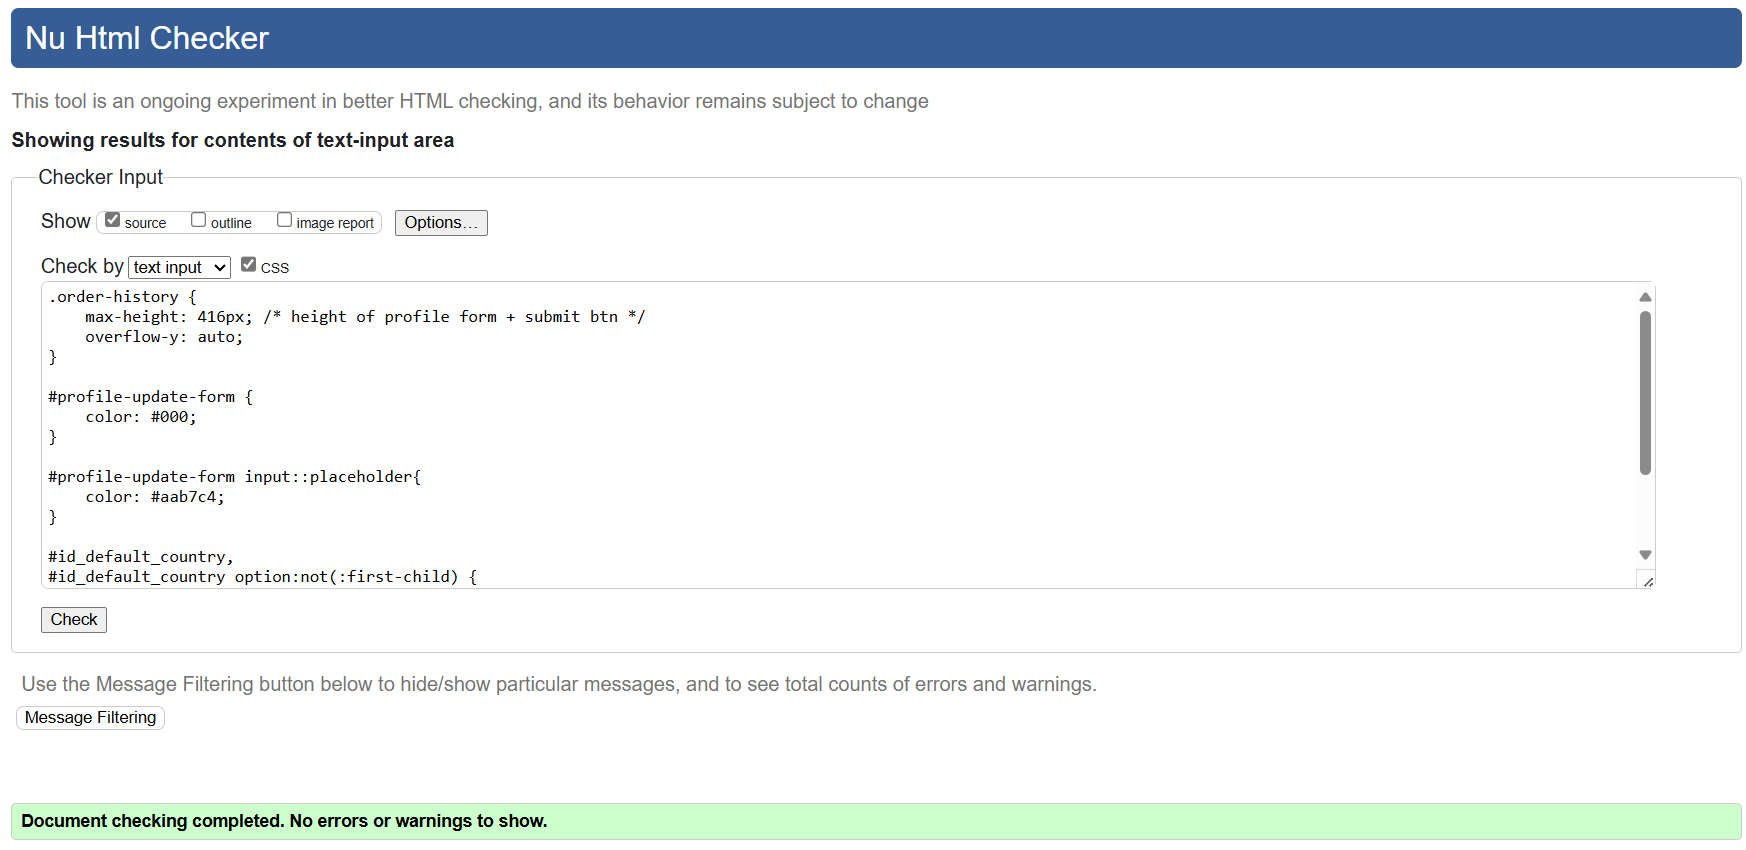 Nu Html Checker
This tool is an ongoing experiment in better HTML checking, and its behavior remains subject to change
Showing results for contents of text-input area
Checker Input
Show source outline image report Options...
Check by text input CSS
.order-history {
    max-height: 416px; /* height of profile form + submit btn */
    overflow-y: auto;
}
#profile-update-form {
    color: #000;
}
#profile-update-form input::placeholder{
    color: #aab7c4;
}
#id_default_country,
#id_default_country option:not(:first-child) {
Check
Use the Message Filtering button below to hide/show particular messages, and to see total counts of errors and warnings.
Message Filtering
Document checking completed. No errors or warnings to show.